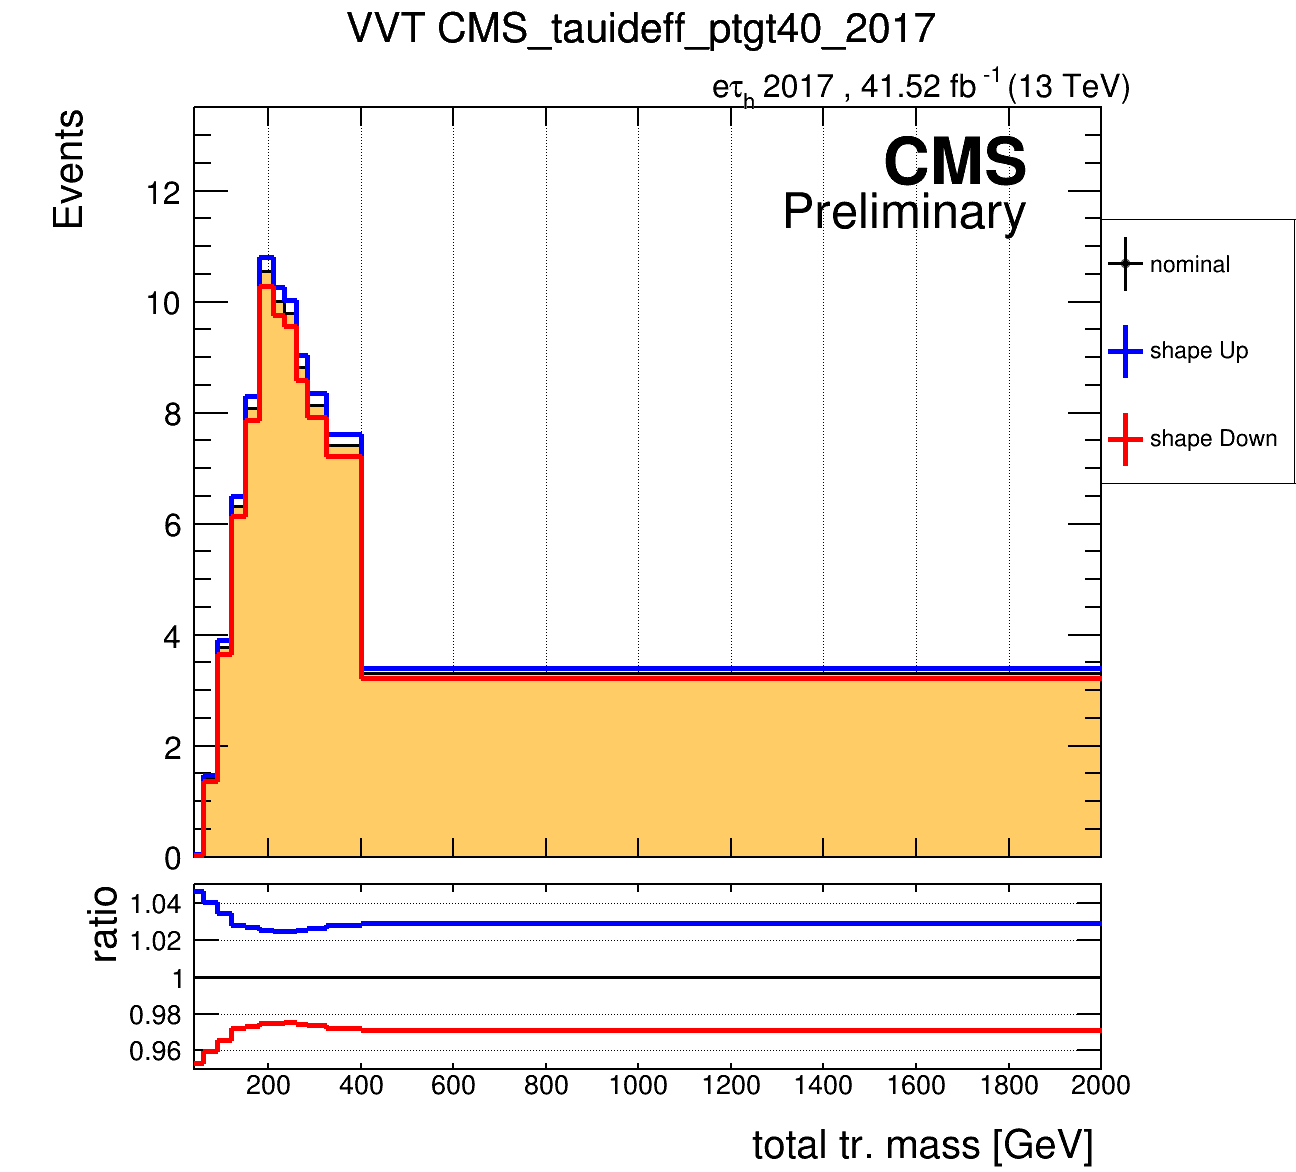 VVT CMS_tauideff_ptgt40_2017
eτh 2017 , 41.52 fb -1 (13 TeV)
Events
CMS
Preliminary
12
10
8
6
4
2
0
nominal
shape Up
shape Down
ratio
1.04
1.02
1
0.98
0.96
200 400 600 800 1000 1200 1400 1600 1800 2000
total tr. mass [GeV]